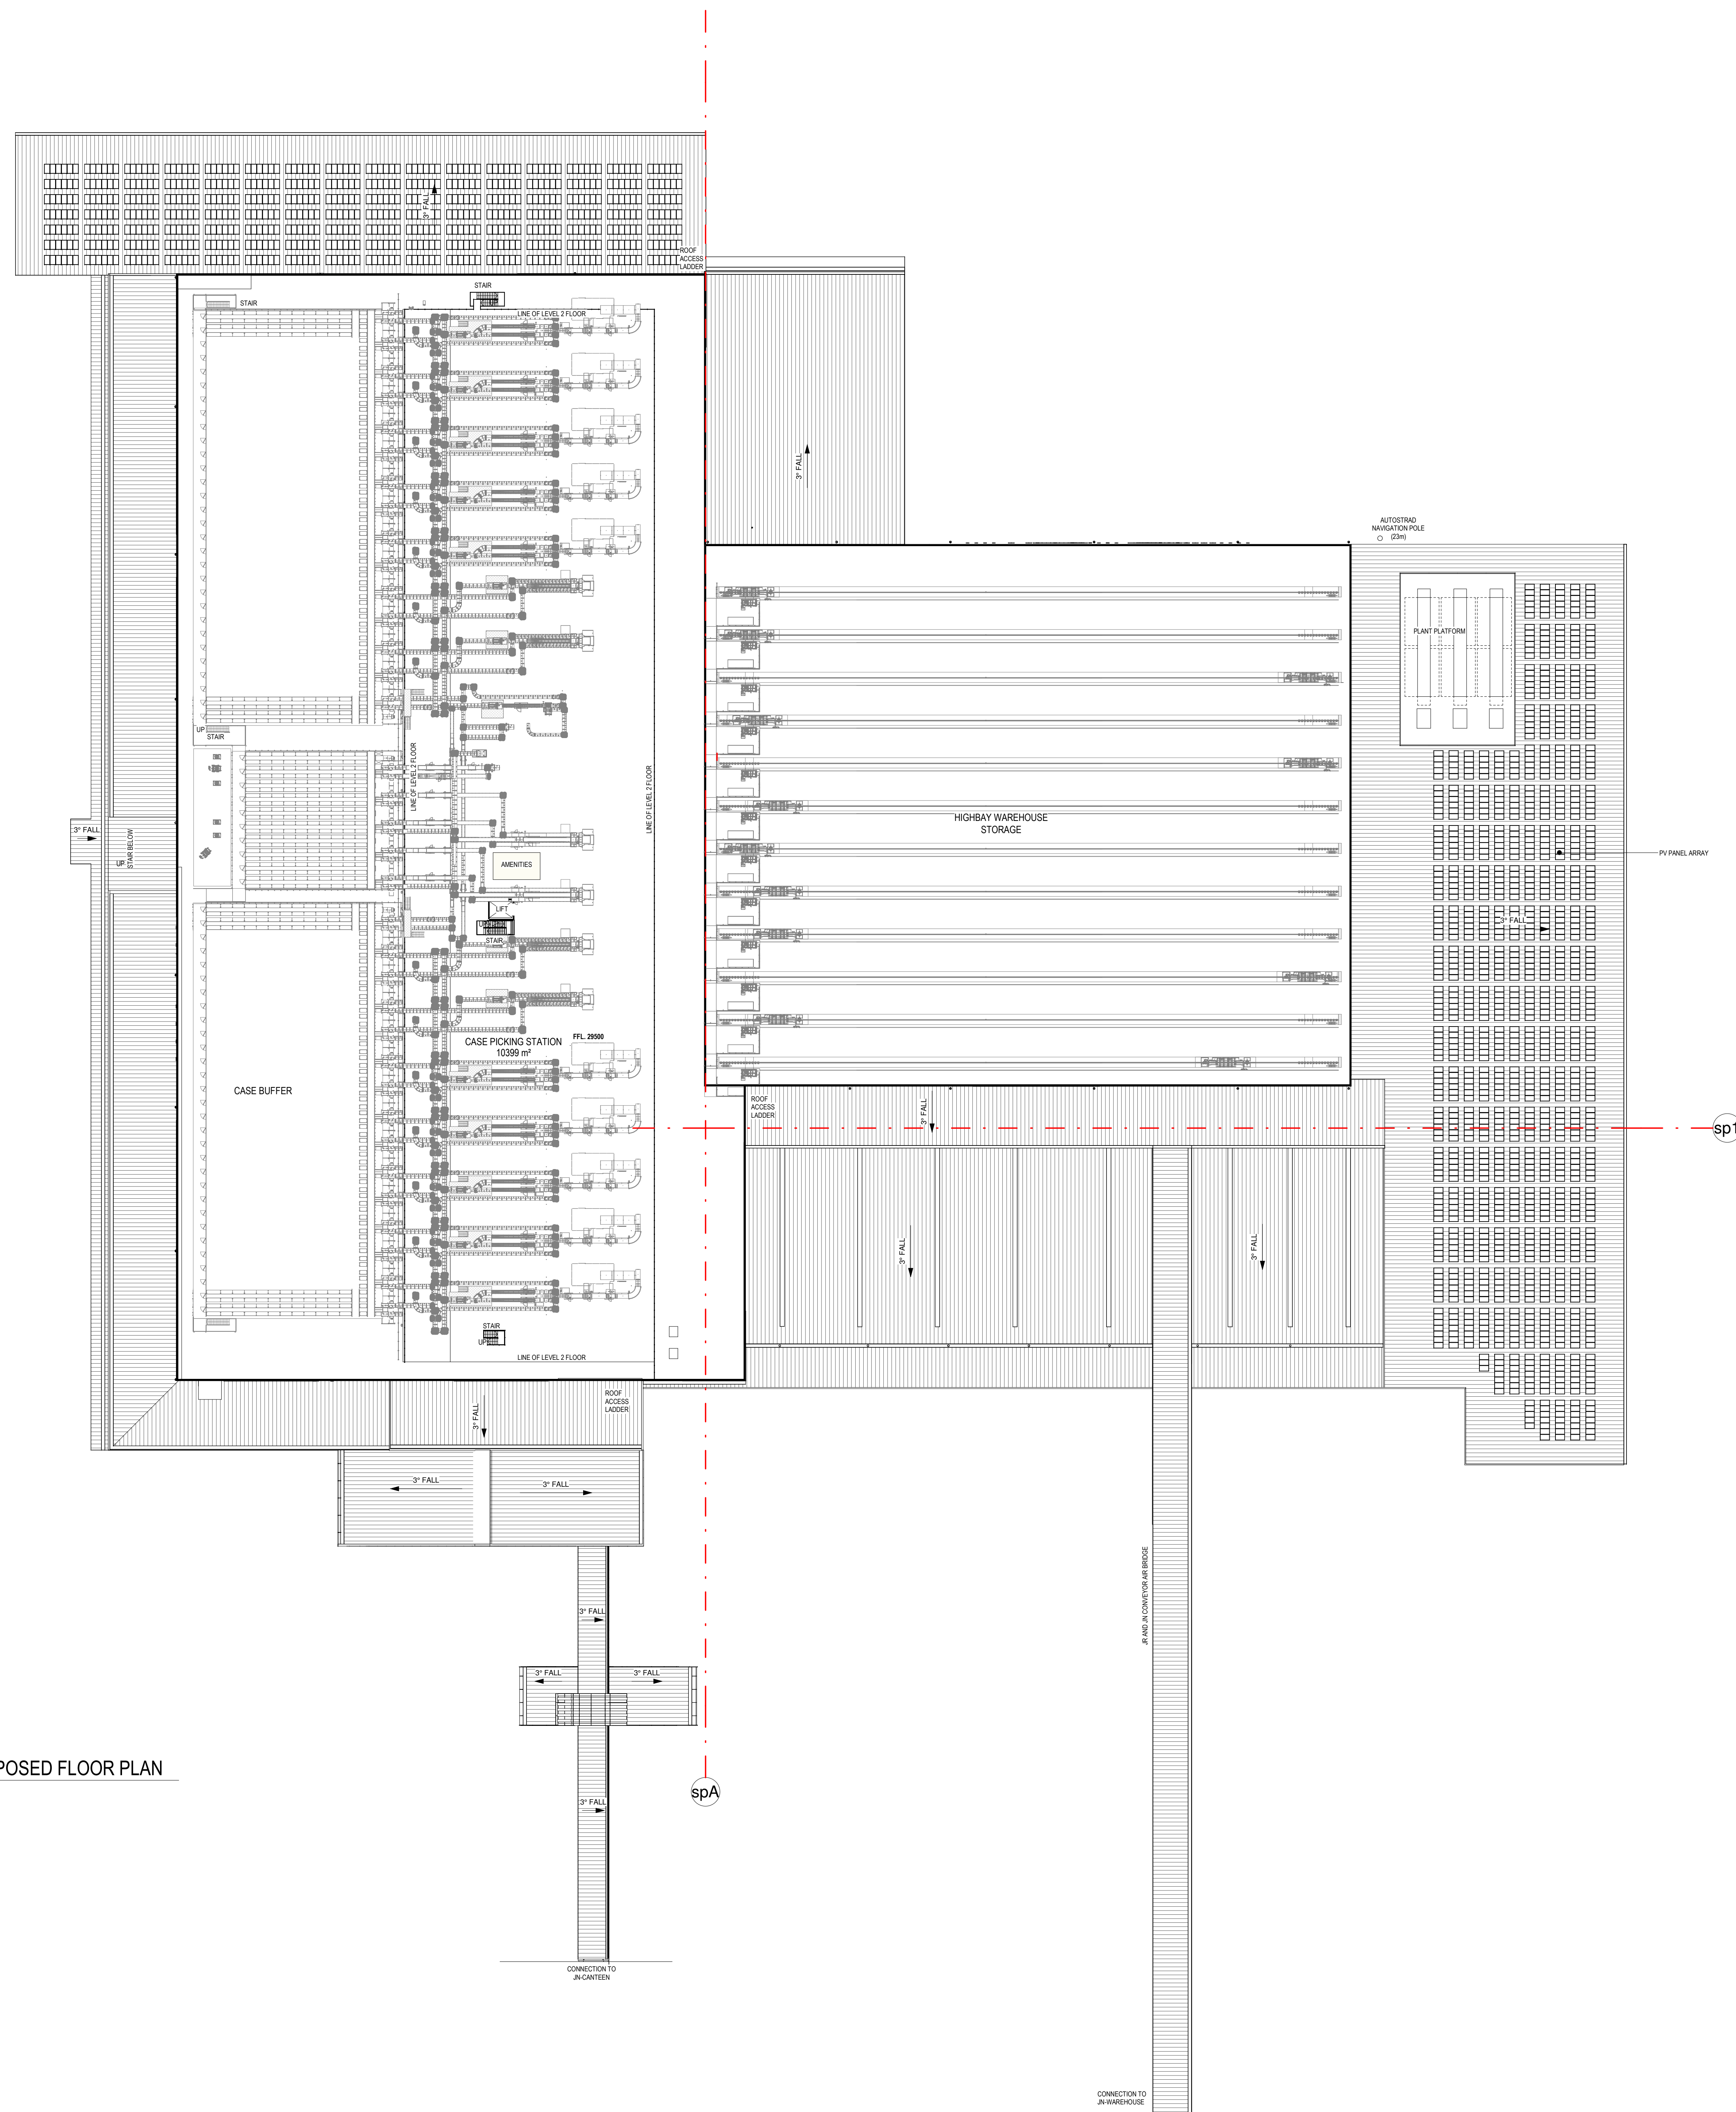 3° FALL
ROOF
ACCESS
LADDER
STAIR
STAIR
LINE OF LEVEL 2 FLOOR
3° FALL
AUTOSTRAD
NAVIGATION POLE
(23m)
PLANT PLATFORM
UP
STAIR
LINE OF LEVEL 2 FLOOR
LINE OF LEVEL 2 FLOOR
HIGHBAY WAREHOUSE
STORAGE
3° FALL
UP
STAIR BELOW
AMENITIES
PV PANEL ARRAY
LIFT
3° FALL
STAIR
CASE PICKING STATION
10399 m²
FFL. 29500
CASE BUFFER
ROOF
ACCESS
LADDER
3° FALL
sp1
3° FALL
3° FALL
STAIR
UP
LINE OF LEVEL 2 FLOOR
ROOF
ACCESS
LADDER
3° FALL
3° FALL
3° FALL
JR AND JN CONVEYOR AIR BRIDGE
3° FALL
3° FALL
3° FALL
POSED FLOOR PLAN
spA
3° FALL
CONNECTION TO
JN-CANTEEN
CONNECTION TO
JN-WAREHOUSE